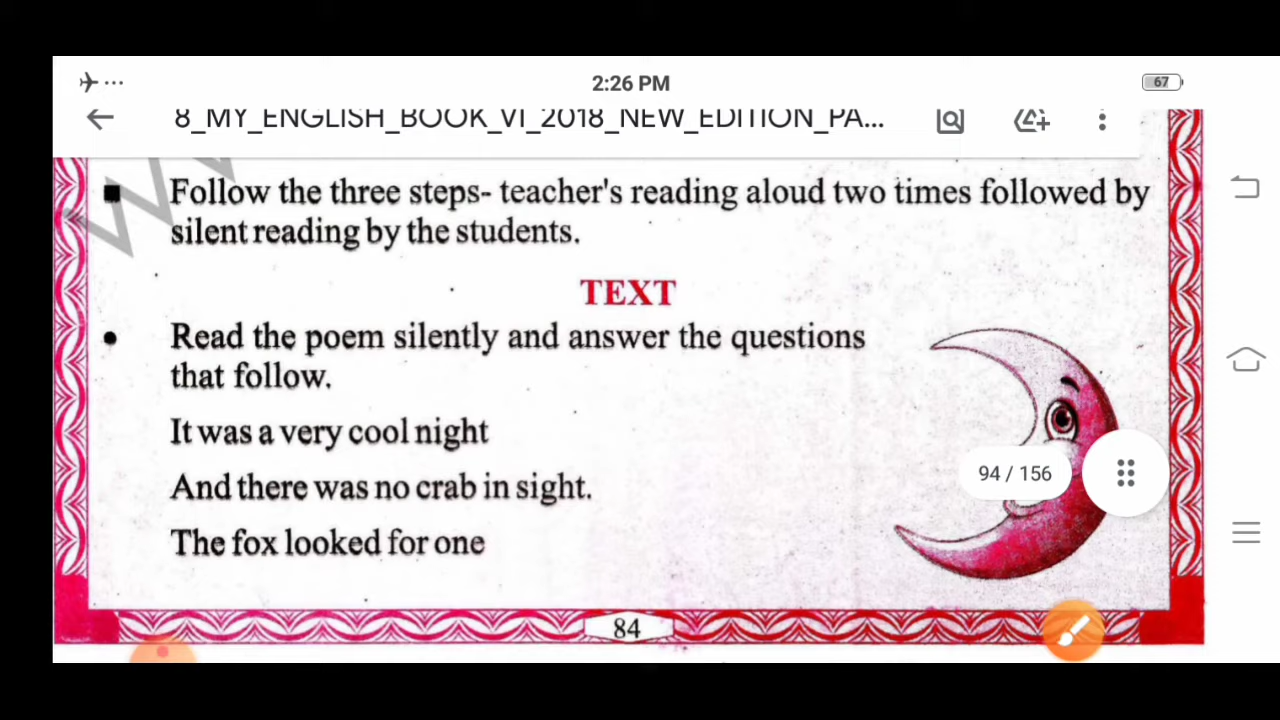 2:26 PM
67
8_MY_ENGLISH_BOOK_VI_2018_NEW_EDITION_PA...
Follow the three steps- teacher's reading aloud two times followed by
silent reading by the students.
TEXT
Read the poem silently and answer the questions
that follow.
It was a very cool night
And there was no crab in sight.
The fox looked for one
94 / 156
84